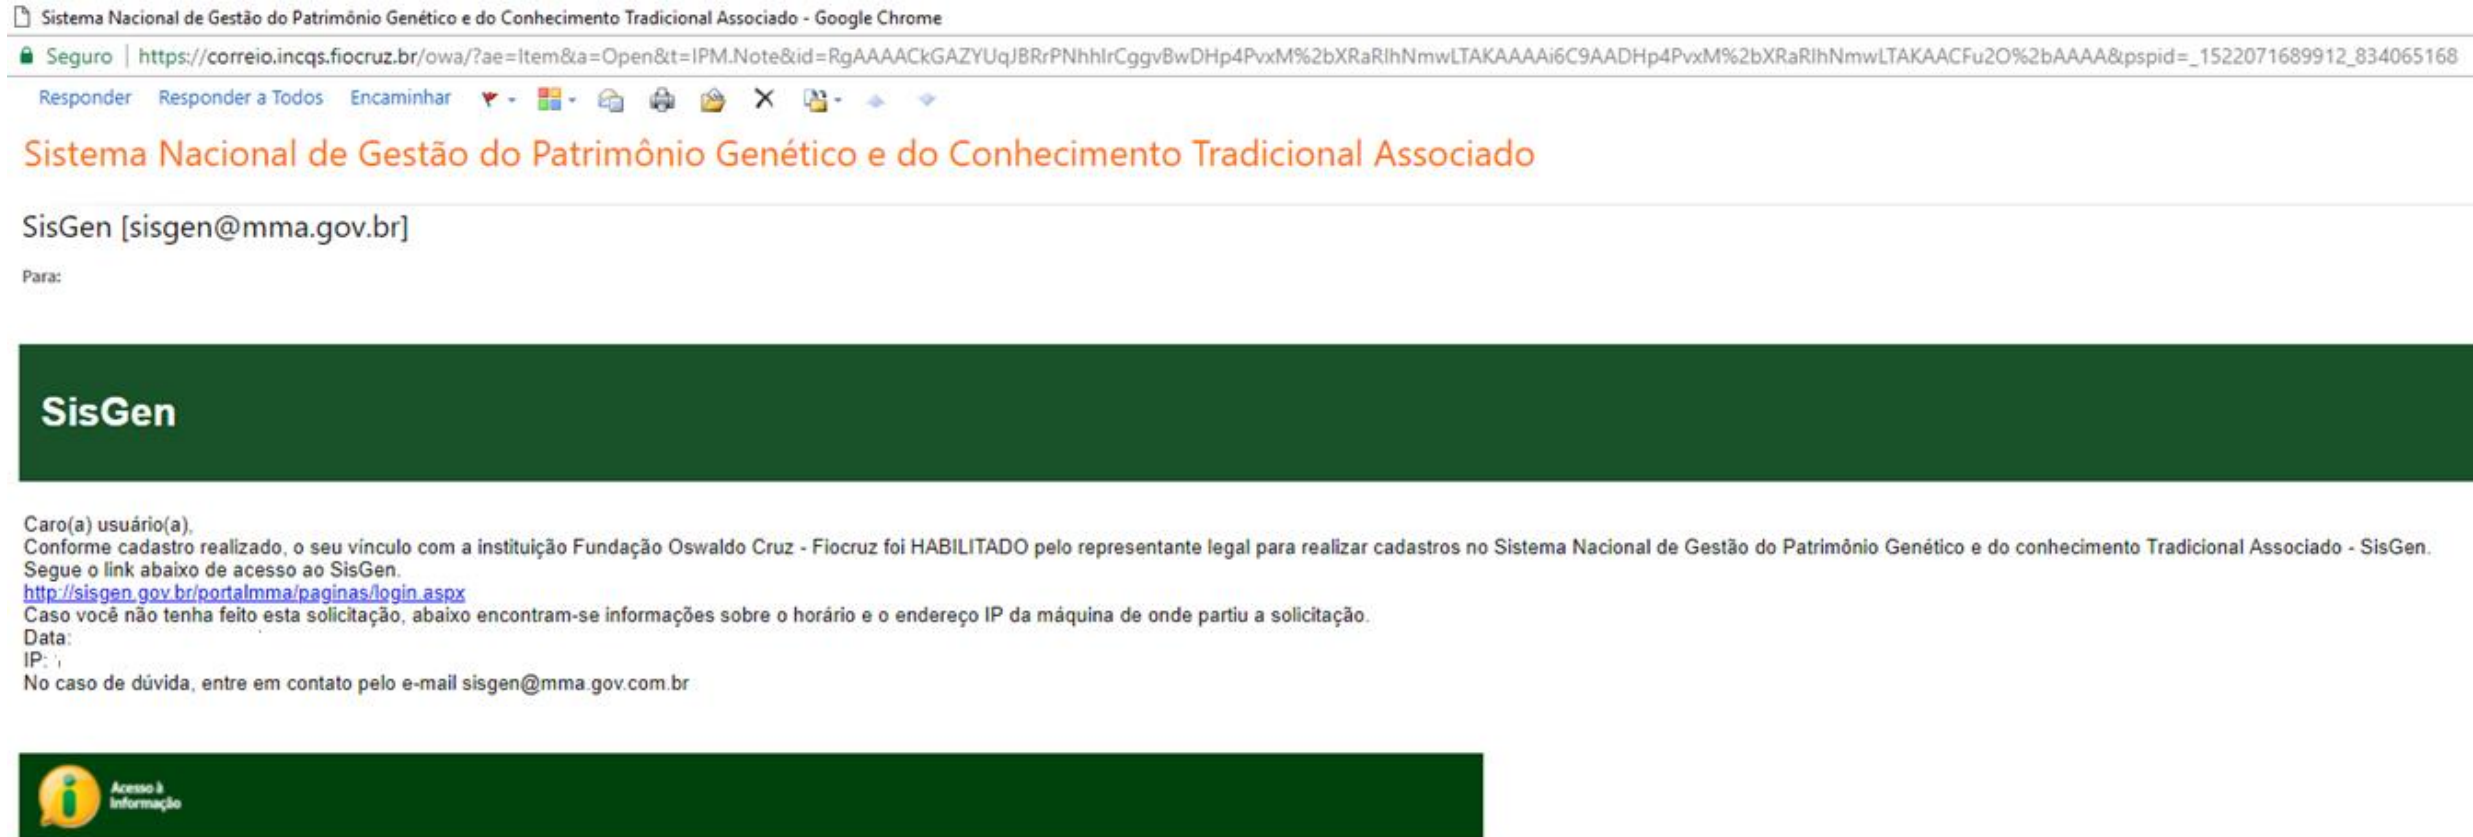 Sistema Nacional de Gestão do Patrimônio Genético e do Conhecimento Tradicional Associado - Google Chrome
Seguro | https://correio.incqs.fiocruz.br/owa/?ae=Item&a=Open&t=IPM.Note&id=RgAAAACkGAZYUqJBRrPNhhIrCggvBwDHp4PvxM%2bXRaRIhNmwLTAKAAAAAi6C9AADHp4PvxM%2bXRaRIhNmwLTAKAACFu2O%2bAAAA&pspid=_1522071689912_834065168
Responder Responder a Todos Encaminhar
Sistema Nacional de Gestão do Patrimônio Genético e do Conhecimento Tradicional Associado
SisGen [sisgen@mma.gov.br]
Para:
SisGen
Caro(a) usuário(a),
Conforme cadastro realizado, o seu vínculo com a instituição Fundação Oswaldo Cruz - Fiocruz foi HABILITADO pelo representante legal para realizar cadastros no Sistema Nacional de Gestão do Patrimônio Genético e do conhecimento Tradicional Associado - SisGen.
Segue o link abaixo de acesso ao SisGen.
http://sisgen.gov.br/portalmma/paginas/login.aspx
Caso você não tenha feito esta solicitação, abaixo encontram-se informações sobre o horário e o endereço IP da máquina de onde partiu a solicitação.
Data:
IP:
No caso de dúvida, entre em contato pelo e-mail sisgen@mma.gov.com.br
Acesso à
Informação